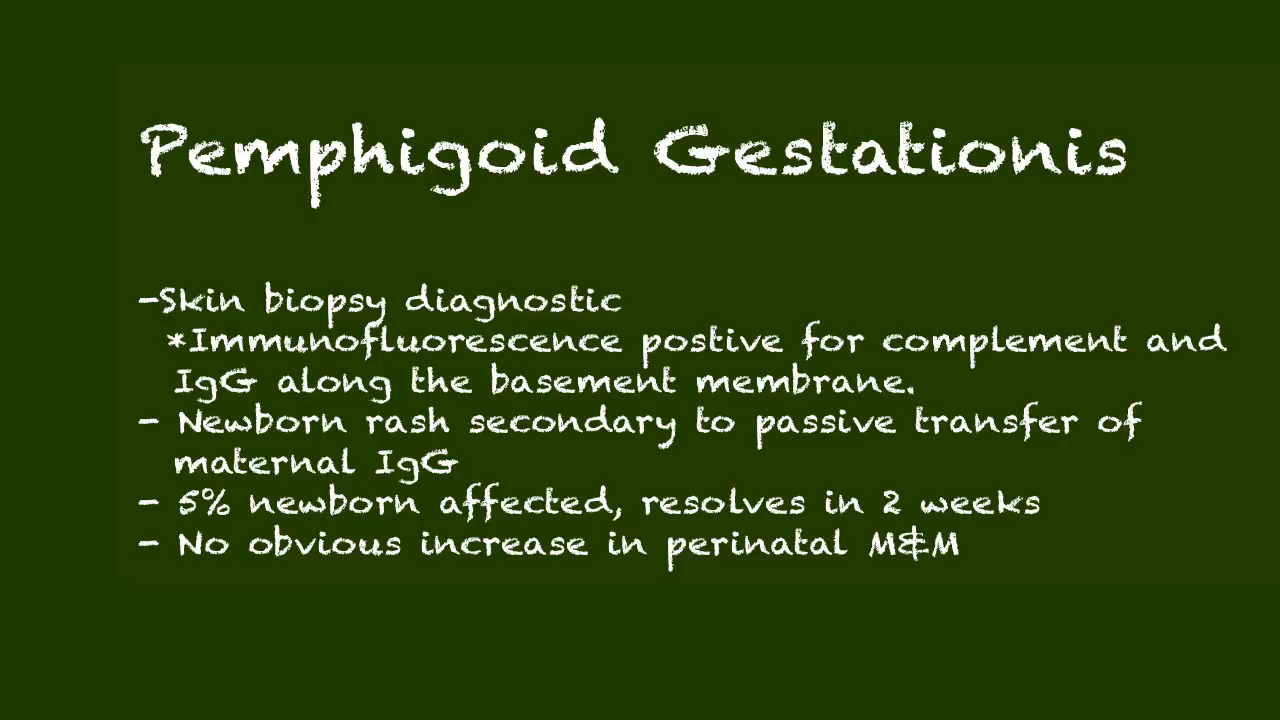 Pemphigoid Gestationis
-Skin biopsy diagnostic
*Immunofluorescence postive for complement and
IgG along the basement membrane.
- Newborn rash secondary to passive transfer of
maternal IgG
- 5% newborn affected, resolves in 2 weeks
- No obvious increase in perinatal M&M